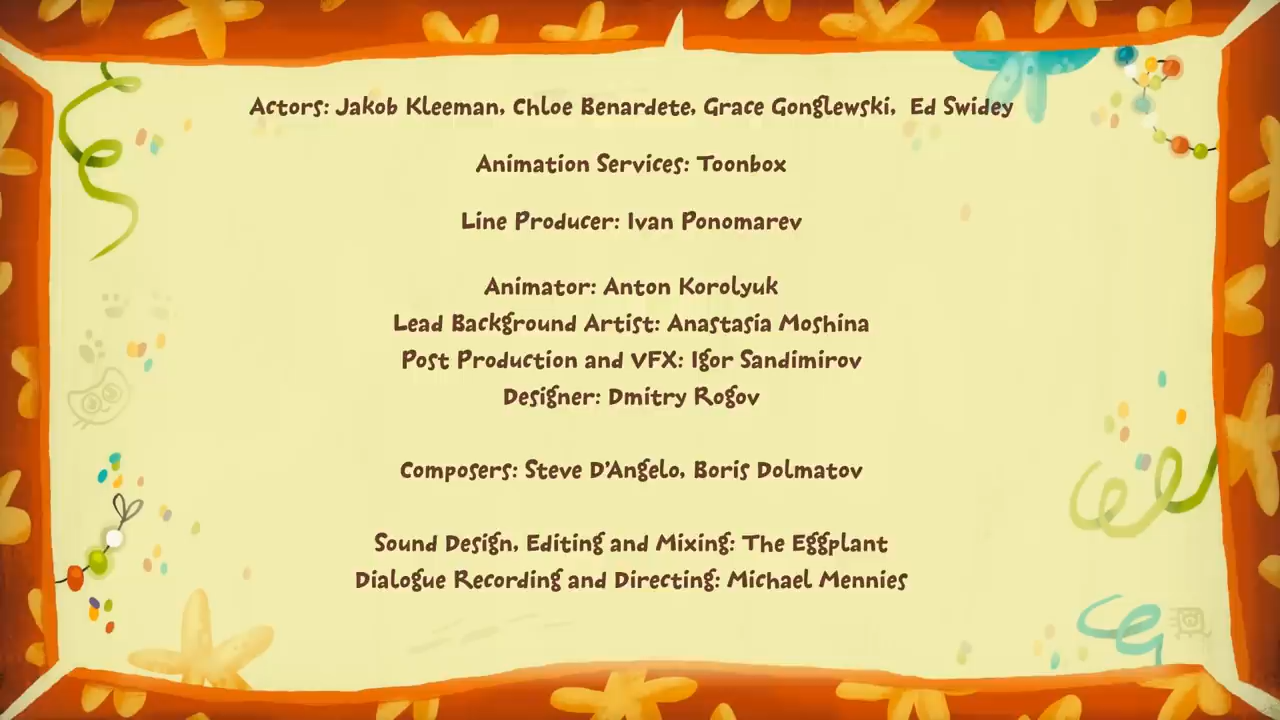 Actors: Jakob Kleeman, Chloe Benardete, Grace Gonglewski, Ed Swidey
Animation Services: Toonbox
Line Producer: Ivan Ponomarev
Animator: Anton Korolyuk
Lead Background Artist: Anastasia Moshina
Post Production and VFX: Igor Sandimirov
Designer: Dmitry Rogov
Composers: Steve D'Angelo, Boris Dolmatov
Sound Design, Editing and Mixing: The Eggplant
Dialogue Recording and Directing: Michael Mennies